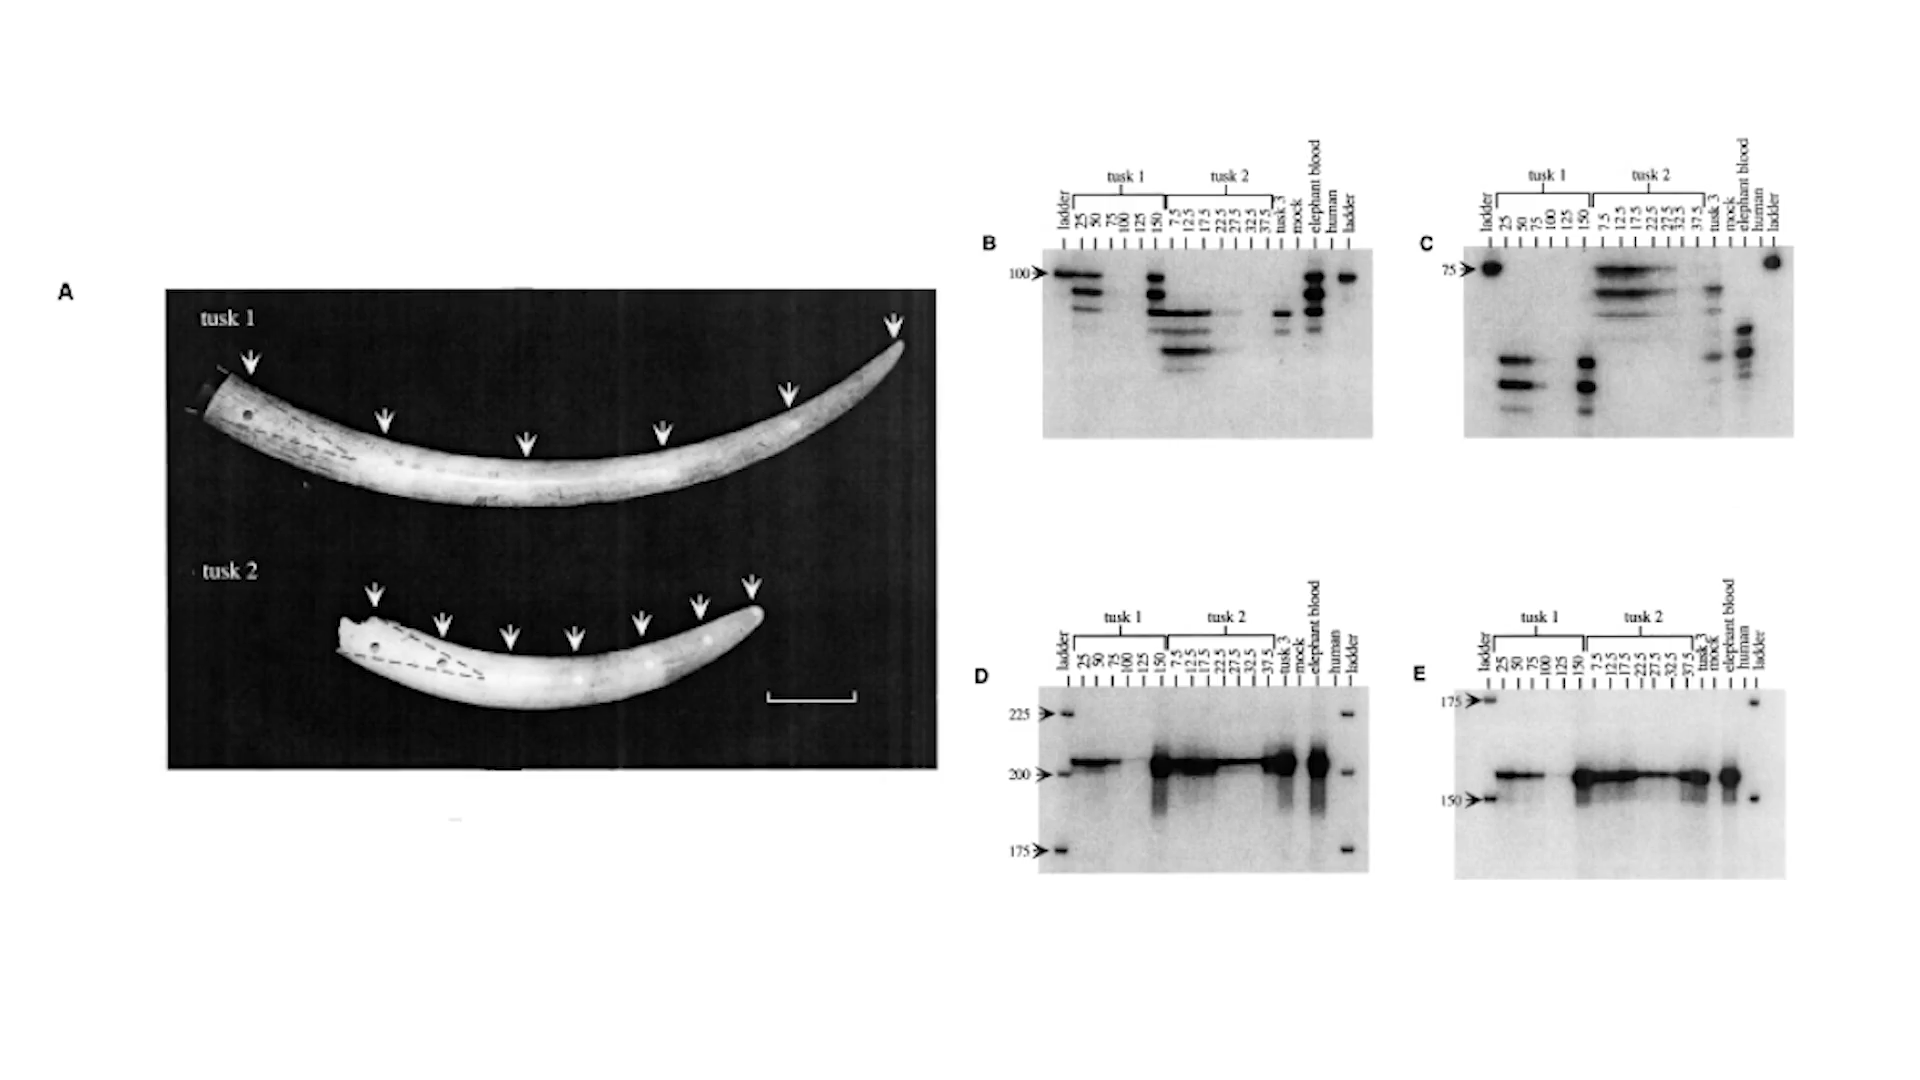 A
tusk 1
tusk 2
B
tusk 1
tusk 2
ladder
25
50
75
100
125
150
7.5
12.5
17.5
22.5
27.5
32.5
37.5
tusk 3
mock
elephant blood
human
ladder
100
C
tusk 1
tusk 2
ladder
25
50
75
100
125
150
7.5
12.5
17.5
22.5
27.5
32.5
37.5
tusk 3
mock
elephant blood
human
ladder
75
D
tusk 1
tusk 2
ladder
25
50
75
100
125
150
7.5
12.5
17.5
22.5
27.5
32.5
37.5
tusk 3
mock
elephant blood
human
ladder
225
200
175
E
tusk 1
tusk 2
ladder
25
50
75
100
125
150
7.5
12.5
17.5
22.5
27.5
32.5
37.5
tusk 3
mock
elephant blood
human
ladder
175
150